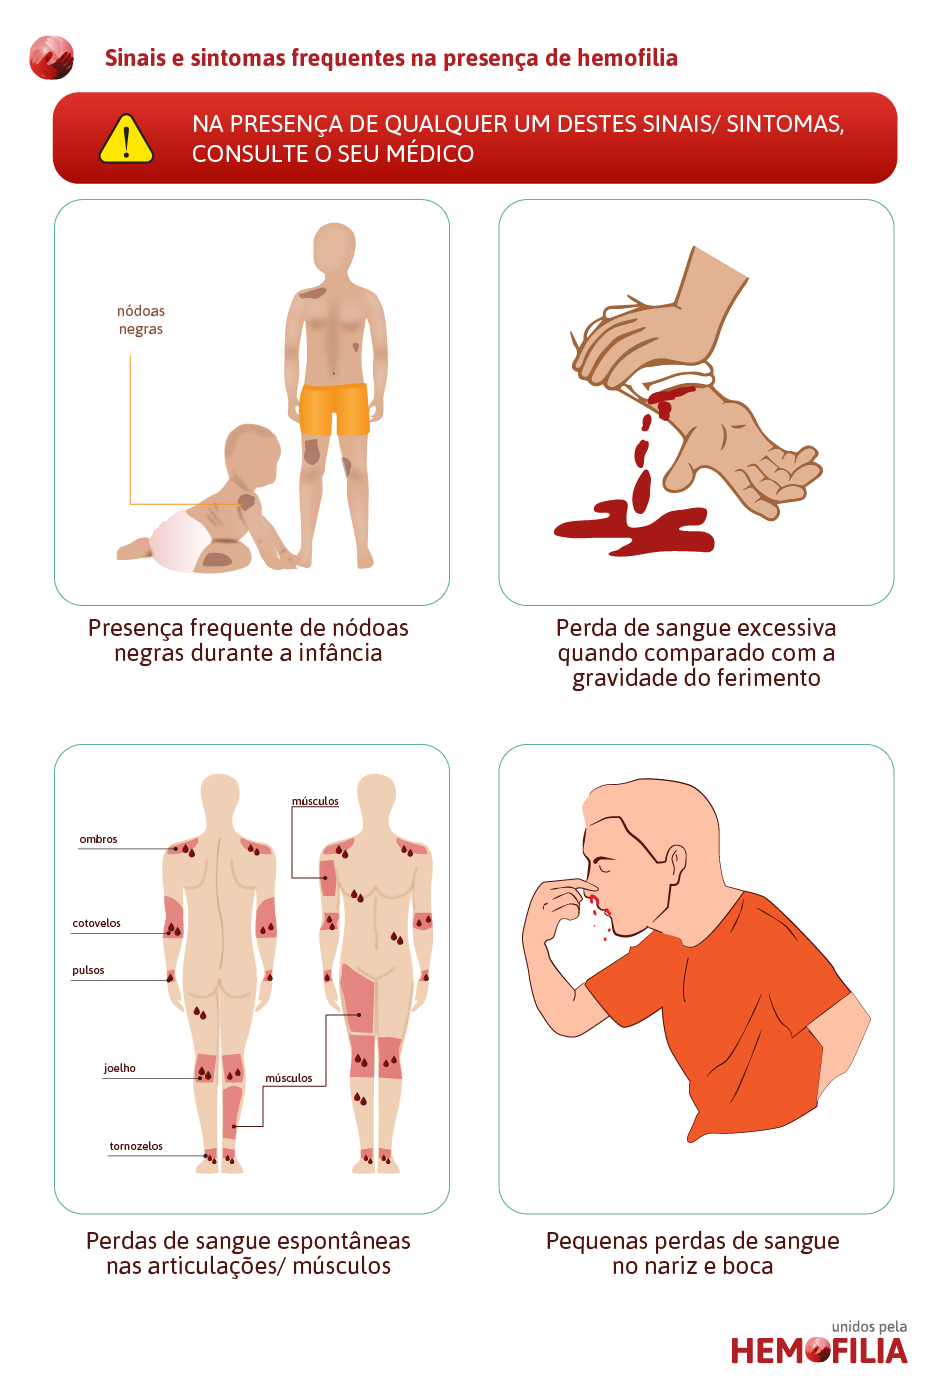 Sinais e sintomas frequentes na presença de hemofilia
NA PRESENÇA DE QUALQUER UM DESTES SINAIS/ SINTOMAS,
CONSULTE O SEU MÉDICO
nódoas
negras
Presença frequente de nódoas
negras durante a infância
Perda de sangue excessiva
quando comparado com a
gravidade do ferimento
músculos
ombros
cotovelos
pulsos
joelho
músculos
tornozelos
Perdas de sangue espontâneas
nas articulações/ músculos
Pequenas perdas de sangue
no nariz e boca
unidos pela
HEMOFILIA